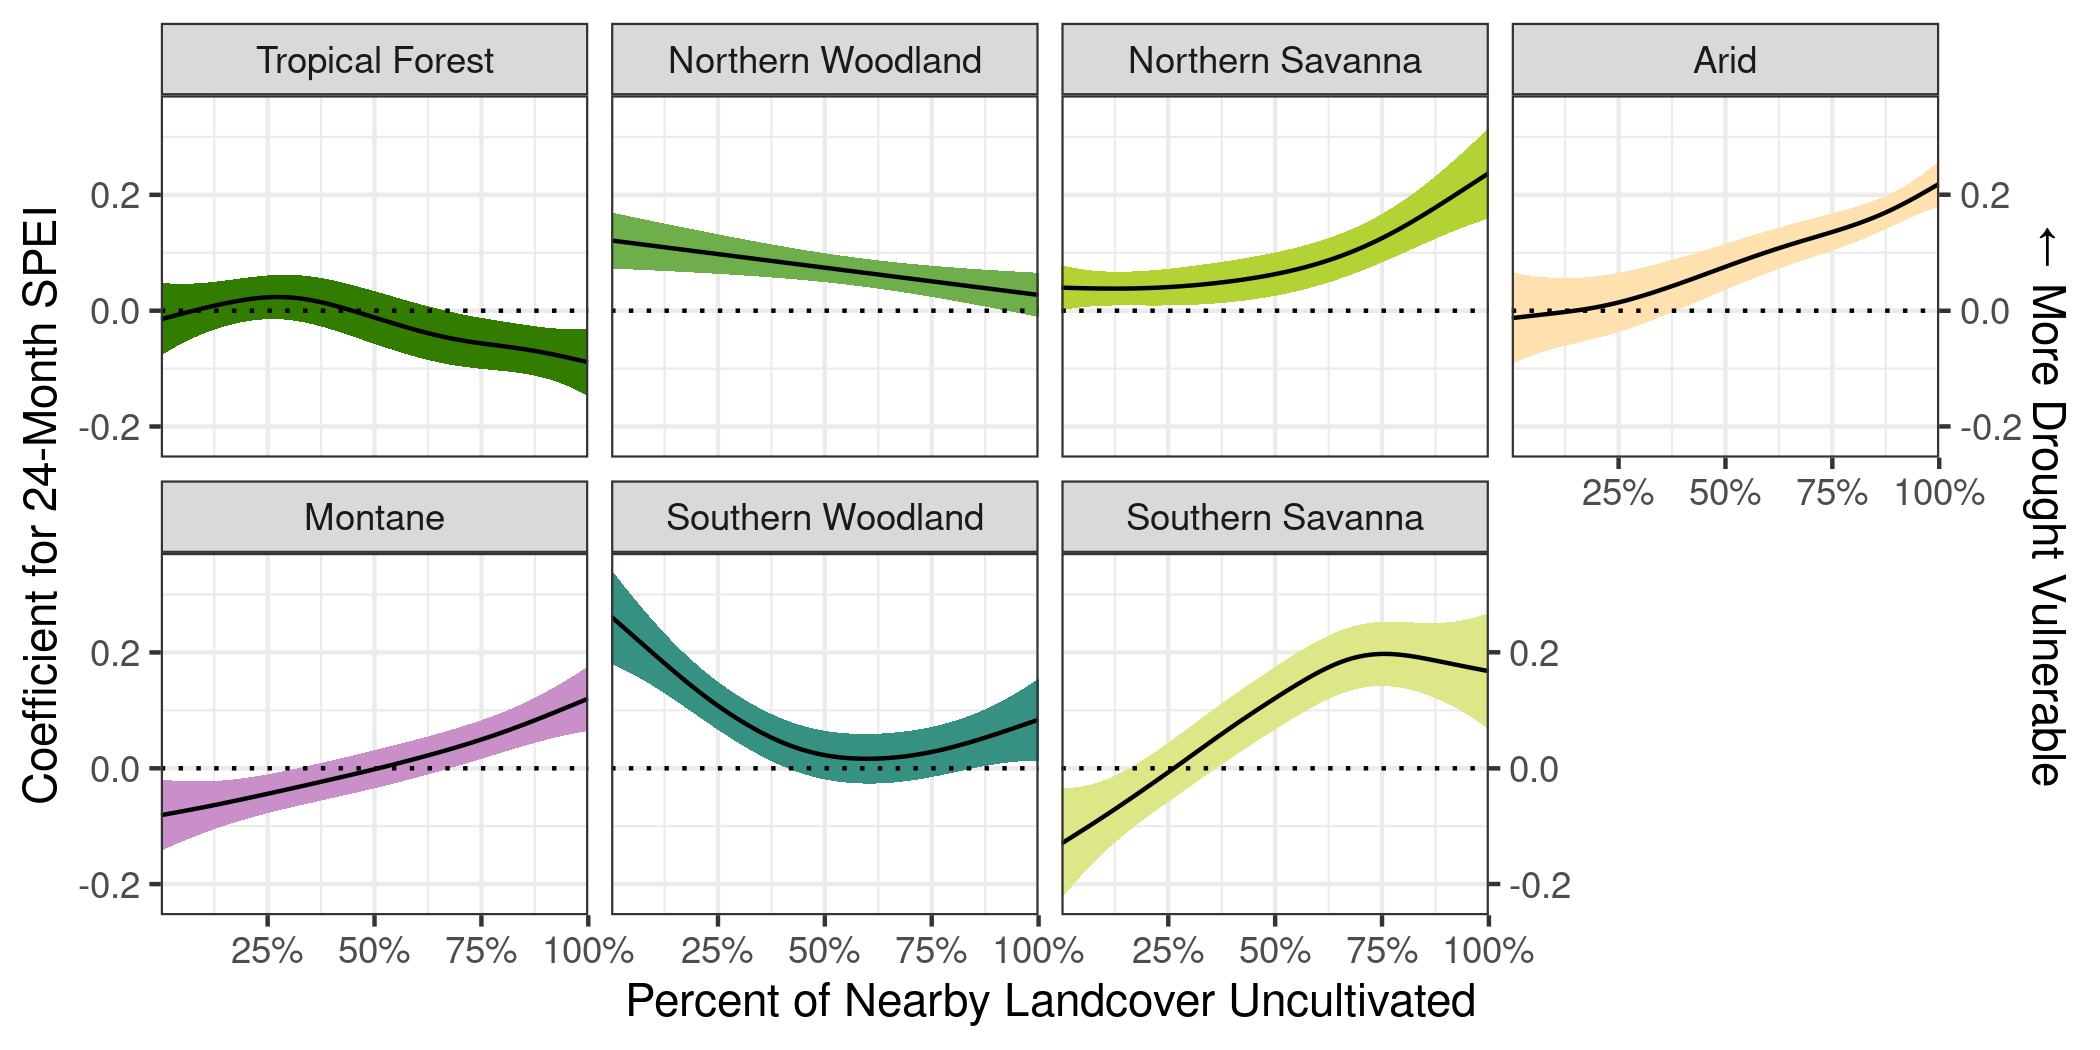 Tropical Forest
Northern Woodland
Northern Savanna
Arid
0.2
0.0
-0.2
0.2
0.0
-0.2
25% 50% 75% 100%
Montane
Southern Woodland
Southern Savanna
0.2
0.0
-0.2
0.2
0.0
-0.2
25% 50% 75% 100%
25% 50% 75% 100%
25% 50% 75% 100%
Coefficient for 24-Month SPEI
← More Drought Vulnerable
Percent of Nearby Landcover Uncultivated